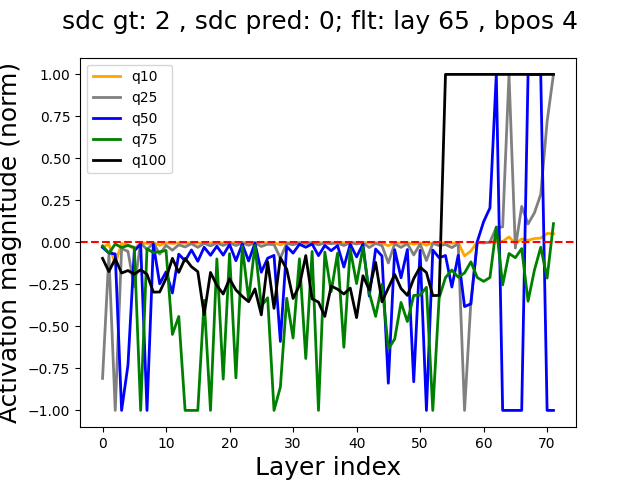 sdc gt: 2 , sdc pred: 0; flt: lay 65 , bpos 4
Activation magnitude (norm)
1.00
0.75
0.50
0.25
0.00
−0.25
−0.50
−0.75
−1.00
q10
q25
q50
q75
q100
0 10 20 30 40 50 60 70
Layer index